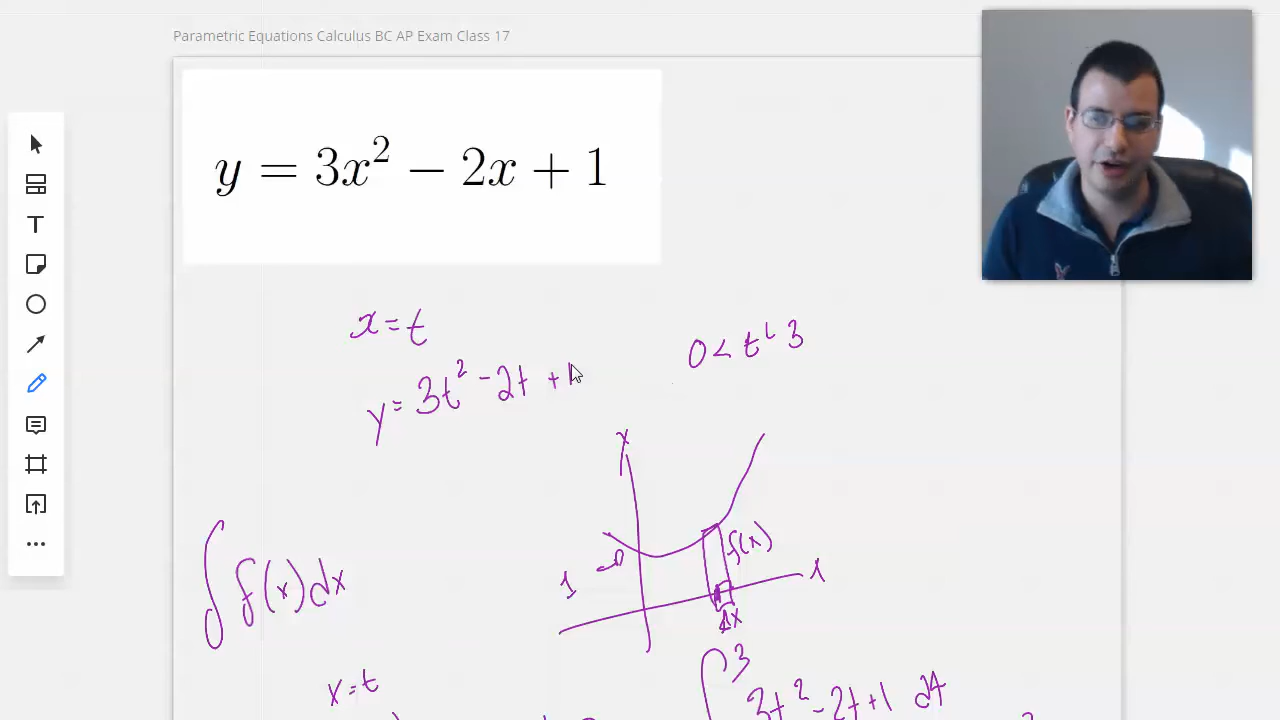 Parametric Equations Calculus BC AP Exam Class 17
y = 3x² − 2x + 1
x = t
0 < t < 3
y = 3t² - 2t + 1
f(x)
1
∫ f(x) dx
dx
x = t
3
∫ 3t² - 2t + 1 dt
T